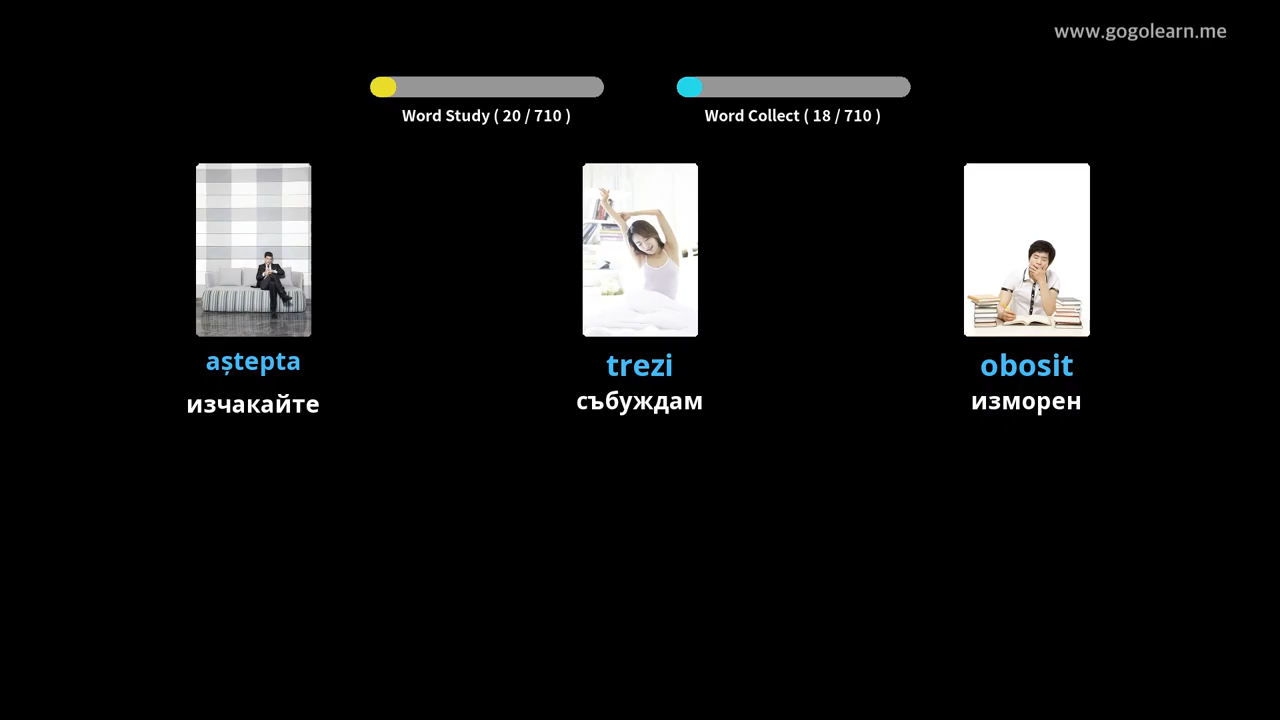 www.gogolearn.me
Word Study ( 20 / 710 )
Word Collect ( 18 / 710 )
aștepta
изчакайте
trezi
събуждам
obosit
изморен